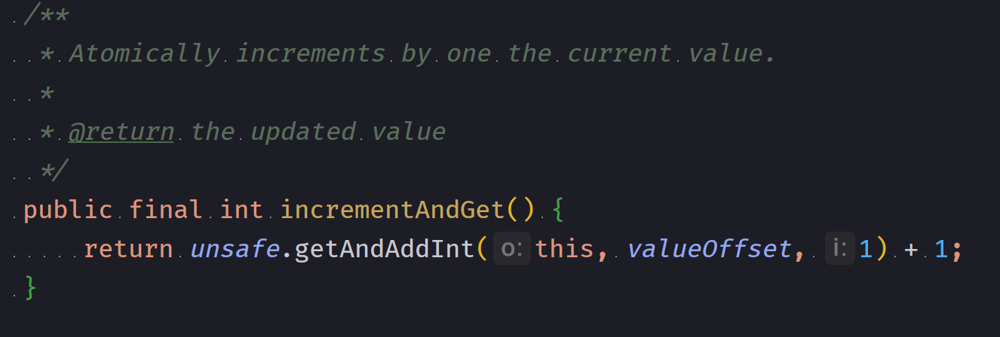 /**
* Atomically increments by one the current value.
*
* @return the updated value
*/
public final int incrementAndGet() {
return unsafe.getAndAddInt( o: this, valueOffset, i: 1) + 1;
}